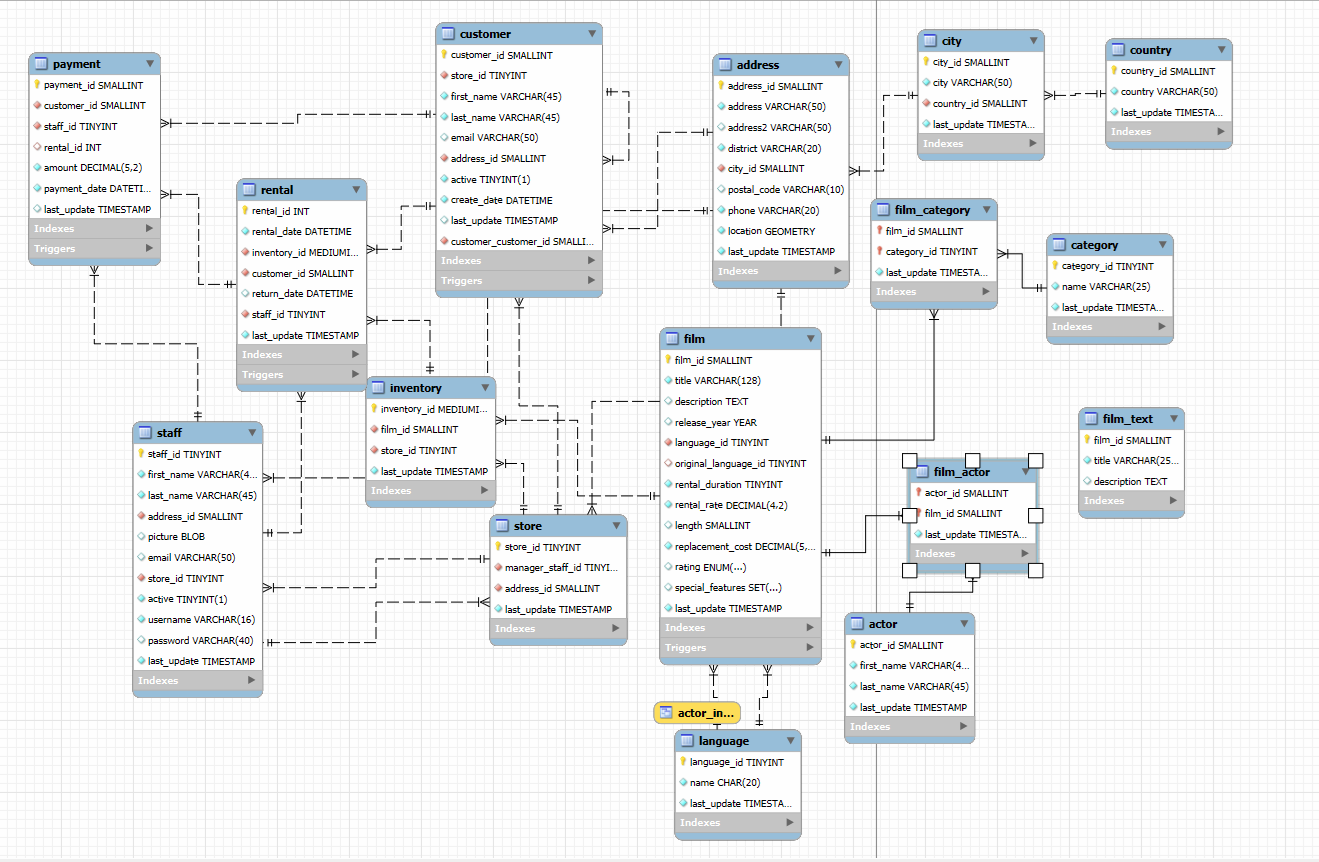 payment
payment_id SMALLINT
customer_id SMALLINT
staff_id TINYINT
rental_id INT
amount DECIMAL(5,2)
payment_date DATETI...
last_update TIMESTAMP
Indexes
Triggers
rental
rental_id INT
rental_date DATETIME
inventory_id MEDIUMI...
customer_id SMALLINT
return_date DATETIME
staff_id TINYINT
last_update TIMESTAMP
Indexes
Triggers
customer
customer_id SMALLINT
store_id TINYINT
first_name VARCHAR(45)
last_name VARCHAR(45)
email VARCHAR(50)
address_id SMALLINT
active TINYINT(1)
create_date DATETIME
last_update TIMESTAMP
customer_customer_id SMALLI...
Indexes
Triggers
address
address_id SMALLINT
address VARCHAR(50)
address2 VARCHAR(50)
district VARCHAR(20)
city_id SMALLINT
postal_code VARCHAR(10)
phone VARCHAR(20)
location GEOMETRY
last_update TIMESTAMP
Indexes
city
city_id SMALLINT
city VARCHAR(50)
country_id SMALLINT
last_update TIMESTA...
Indexes
country
country_id SMALLINT
country VARCHAR(50)
last_update TIMESTA...
Indexes
film_category
film_id SMALLINT
category_id TINYINT
last_update TIMESTA...
Indexes
category
category_id TINYINT
name VARCHAR(25)
last_update TIMESTA...
Indexes
staff
staff_id TINYINT
first_name VARCHAR(4...
last_name VARCHAR(45)
address_id SMALLINT
picture BLOB
email VARCHAR(50)
store_id TINYINT
active TINYINT(1)
username VARCHAR(16)
password VARCHAR(40)
last_update TIMESTAMP
Indexes
inventory
inventory_id MEDIUMI...
film_id SMALLINT
store_id TINYINT
last_update TIMESTAMP
Indexes
store
store_id TINYINT
manager_staff_id TINYI...
address_id SMALLINT
last_update TIMESTAMP
Indexes
film
film_id SMALLINT
title VARCHAR(128)
description TEXT
release_year YEAR
language_id TINYINT
original_language_id TINYINT
rental_duration TINYINT
rental_rate DECIMAL(4,2)
length SMALLINT
replacement_cost DECIMAL(5,...
rating ENUM(...)
special_features SET(...)
last_update TIMESTAMP
Indexes
Triggers
film_text
film_id SMALLINT
title VARCHAR(25...
description TEXT
Indexes
film_actor
actor_id SMALLINT
film_id SMALLINT
last_update TIMESTA...
Indexes
actor
actor_id SMALLINT
first_name VARCHAR(4...
last_name VARCHAR(45)
last_update TIMESTAMP
Indexes
actor_in...
language
language_id TINYINT
name CHAR(20)
last_update TIMESTA...
Indexes